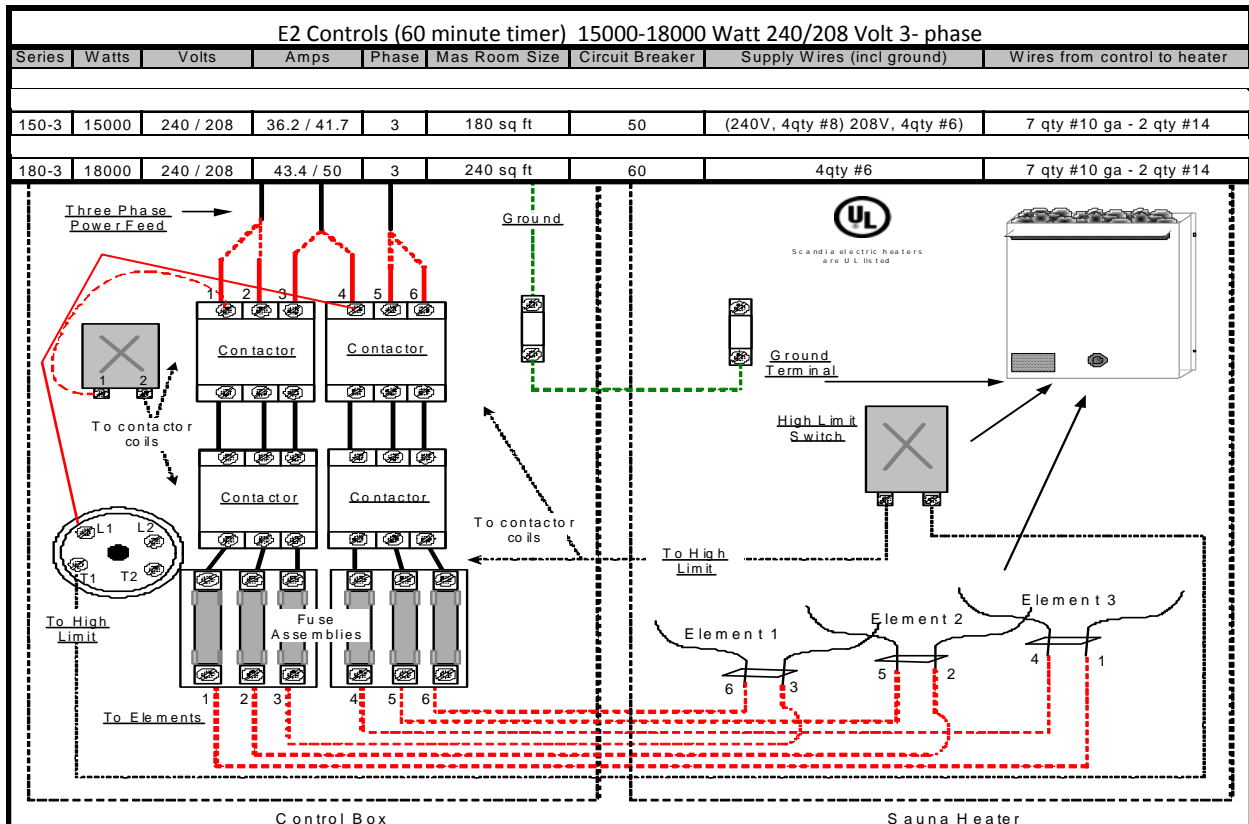 E2 Controls (60 minute timer) 15000-18000 Watt 240/208 Volt 3- phase
Series Watts Volts Amps Phase Mas Room Size Circuit Breaker Supply Wires (incl ground) Wires from control to heater
150-3 15000 240 / 208 36.2 / 41.7 3 180 sq ft 50 (240V, 4qty #8) 208V, 4qty #6) 7 qty #10 ga - 2 qty #14
180-3 18000 240 / 208 43.4 / 50 3 240 sq ft 60 4qty #6 7 qty #10 ga - 2 qty #14
Three Phase
Power Feed
Ground
UL
Scandia electric heaters
are UL listed
1 2 3 4 5 6
Contactor
Contactor
1 2
To contactor
coils
Ground
Terminal
High Limit
Switch
Contactor
Contactor
To contactor
coils
L1 L2
T1 T2
To High
Limit
To High
Limit
Fuse
Assemblies
Element 1
Element 2
Element 3
6 3
5 2
4 1
1 2 3 4 5 6
To Elements
Control Box
Sauna Heater